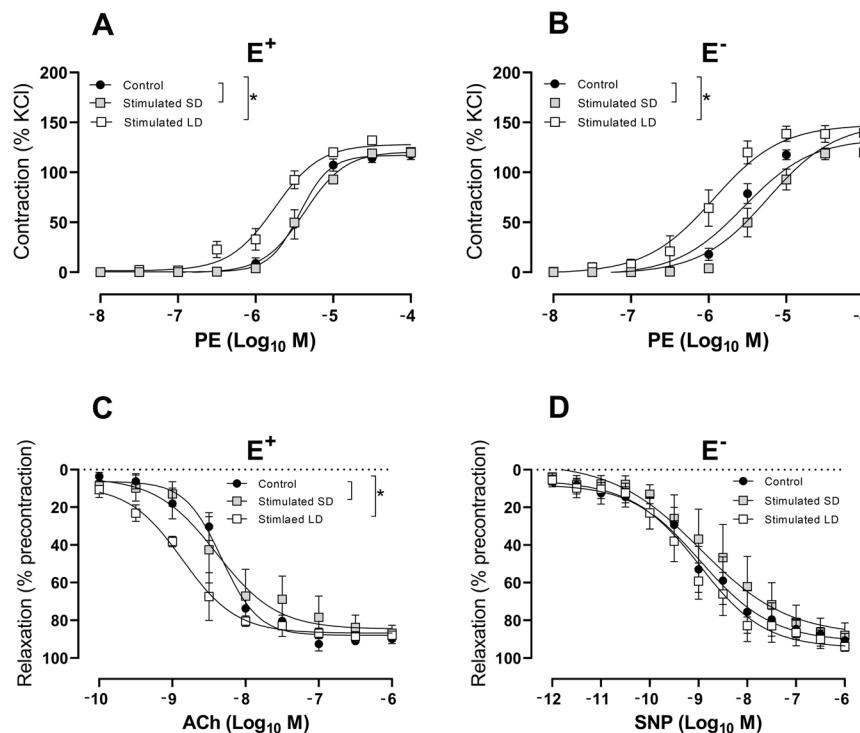 A
E+
Control
Stimulated SD
Stimulated LD
*
Contraction (% KCl)
200
150
100
50
0
-8
-7
-6
-5
-4
PE (Log10 M)
B
E-
Control
Stimulated SD
Stimulated LD
*
Contraction (% KCl)
200
150
100
50
0
-8
-7
-6
-5
PE (Log10 M)
C
E+
Control
Stimulated SD
Stimlaed LD
*
Relaxation (% precontraction)
0
20
40
60
80
100
-10
-9
-8
-7
-6
ACh (Log10 M)
D
E-
Control
Stimulated SD
Stimulated LD
Relaxation (% precontraction)
0
20
40
60
80
100
-12
-11
-10
-9
-8
-7
-6
SNP (Log10 M)